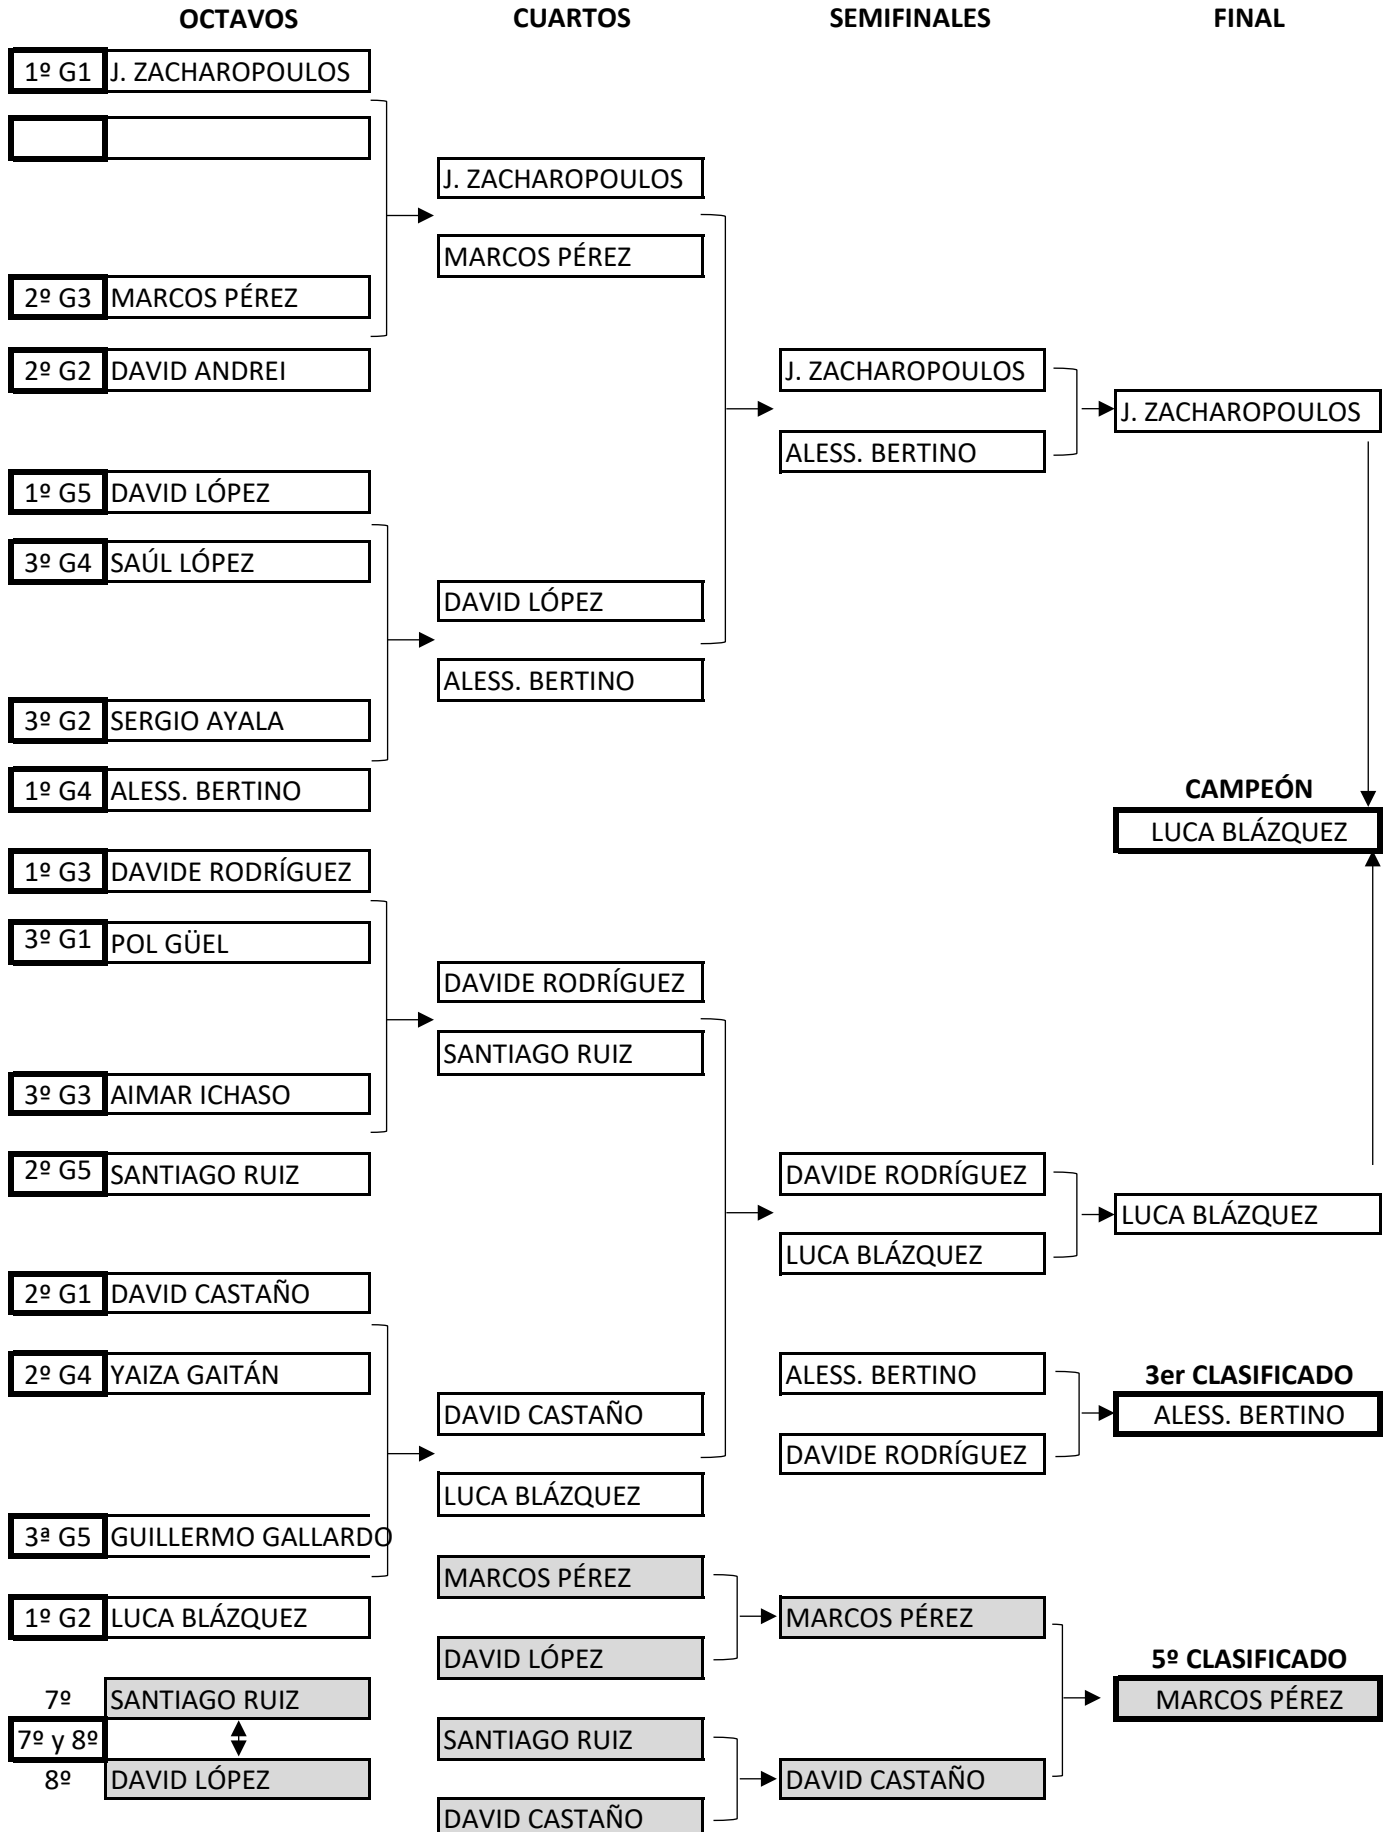 OCTAVOS
CUARTOS
SEMIFINALES
FINAL
1º G1 J. ZACHAROPOULOS
J. ZACHAROPOULOS
MARCOS PÉREZ
2º G3 MARCOS PÉREZ
2º G2 DAVID ANDREI
J. ZACHAROPOULOS
J. ZACHAROPOULOS
ALESS. BERTINO
1º G5 DAVID LÓPEZ
3º G4 SAÚL LÓPEZ
DAVID LÓPEZ
ALESS. BERTINO
3º G2 SERGIO AYALA
1º G4 ALESS. BERTINO
CAMPEÓN
LUCA BLÁZQUEZ
1º G3 DAVIDE RODRÍGUEZ
3º G1 POL GÜEL
DAVIDE RODRÍGUEZ
SANTIAGO RUIZ
3º G3 AIMAR ICHASO
2º G5 SANTIAGO RUIZ
DAVIDE RODRÍGUEZ
LUCA BLÁZQUEZ
LUCA BLÁZQUEZ
2º G1 DAVID CASTAÑO
2º G4 YAIZA GAITÁN
ALESS. BERTINO
3er CLASIFICADO
DAVID CASTAÑO
ALESS. BERTINO
DAVIDE RODRÍGUEZ
LUCA BLÁZQUEZ
3ª G5 GUILLERMO GALLARDO
MARCOS PÉREZ
1º G2 LUCA BLÁZQUEZ
MARCOS PÉREZ
DAVID LÓPEZ
5º CLASIFICADO
7º SANTIAGO RUIZ
MARCOS PÉREZ
7º y 8º
SANTIAGO RUIZ
8º DAVID LÓPEZ
DAVID CASTAÑO
DAVID CASTAÑO